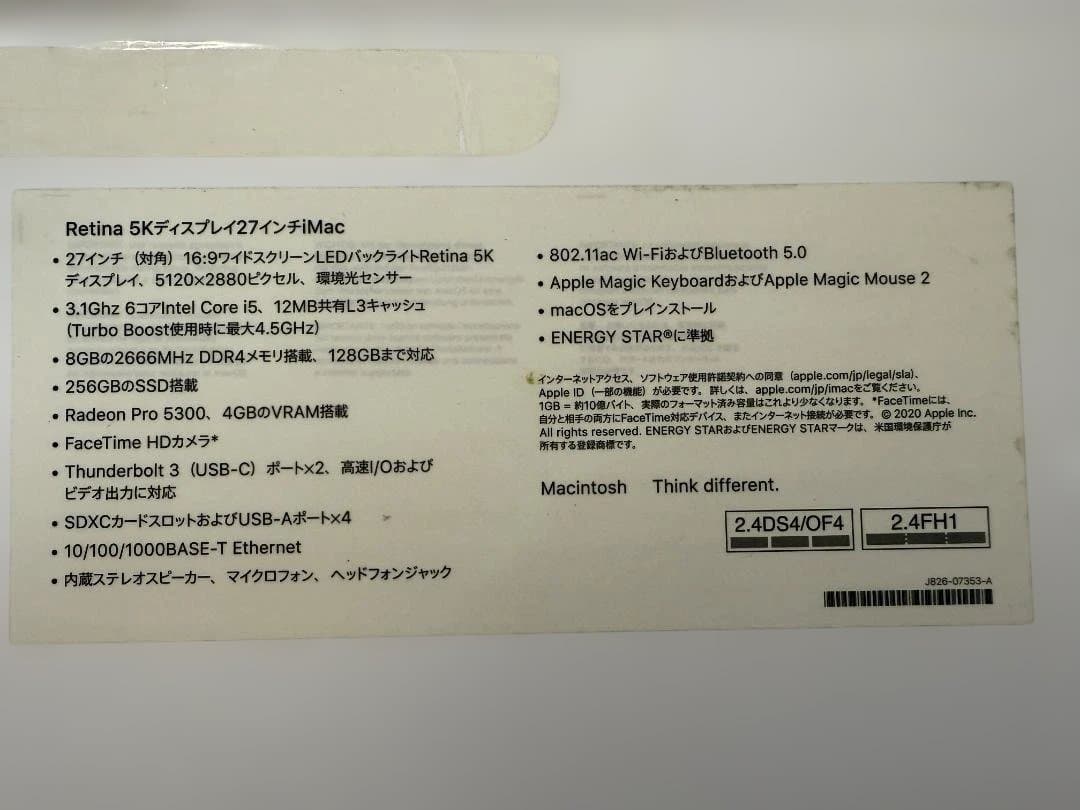 Retina 5Kディスプレイ27インチiMac
• 27インチ（対角）16:9ワイドスクリーンLEDバックライトRetina 5K
ディスプレイ、5120×2880ピクセル、環境光センサー
• 3.1Ghz 6コアIntel Core i5、12MB共有L3キャッシュ
（Turbo Boost使用時に最大4.5GHz）
• 8GBの2666MHz DDR4メモリ搭載、128GBまで対応
• 256GBのSSD搭載
• Radeon Pro 5300、4GBのVRAM搭載
• FaceTime HDカメラ*
• Thunderbolt 3（USB-C）ポート×2、高速I/Oおよび
ビデオ出力に対応
• SDXCカードスロットおよびUSB-Aポート×4
• 10/100/1000BASE-T Ethernet
• 内蔵ステレオスピーカー、マイクロフォン、ヘッドフォンジャック
• 802.11ac Wi-FiおよびBluetooth 5.0
• Apple Magic KeyboardおよびApple Magic Mouse 2
• macOSをプレインストール
• ENERGY STAR®に準拠
インターネットアクセス、ソフトウェア使用許諾契約への同意（apple.com/jp/legal/sla）、
Apple ID（一部の機能）が必要です。詳しくは、apple.com/jp/imacをご覧ください。
1GB = 約10億バイト、実際のフォーマット済み容量はこれより少なくなります。*FaceTimeには、
自分と相手の両方にFaceTime対応デバイス、またインターネット接続が必要です。© 2020 Apple Inc.
All rights reserved. ENERGY STARおよびENERGY STARマークは、米国環境保護庁が
所有する登録商標です。
Macintosh Think different.
2.4DS4/OF4 2.4FH1
J826-07353-A